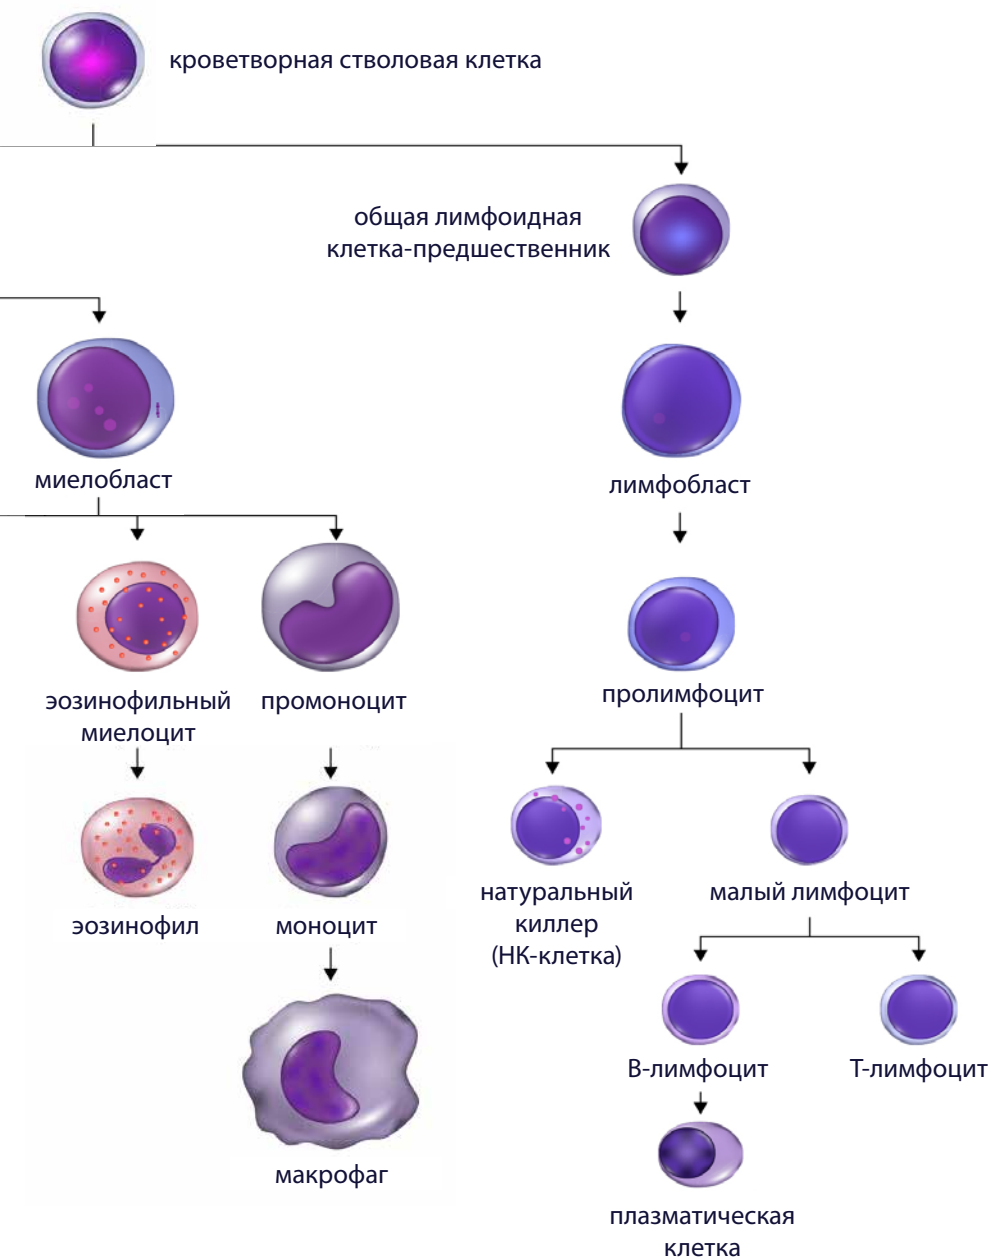 кроветворная стволовая клетка
общая лимфоидная
клетка-предшественник
миелобласт
лимфобласт
эозинофильный
миелоцит
промоноцит
пролимфоцит
эозинофил
моноцит
натуральный
киллер
(НК-клетка)
малый лимфоцит
В-лимфоцит
Т-лимфоцит
макрофаг
плазматическая
клетка